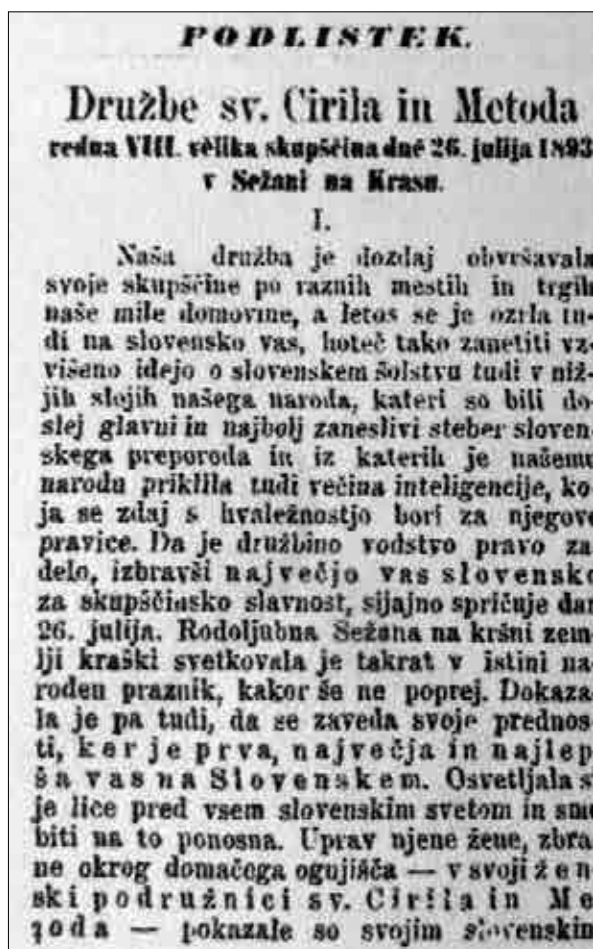 PODLISTEK.
Družbe sv. Cirila in Metoda
redna VIII. vélika skupščina dné 26. julija 1893
v Sežani na Krasu.
I.
Naša družba je dozdaj obvršavala
svoje skupščine po raznih mestih in trgih
naše mile domovine, a letos se je ozrla tu-
di na slovensko vas, hoteč tako zanetiti vz-
višeno idejo o slovenskem šolstvu tudi v niž-
jih slojih našega naroda, kateri so bili do-
slej glavni in najbolj zaneslivi steber sloven-
skega preporoda in iz katerih je našemu
narodu priklila tudi večina inteligencije, ko-
ja se zdaj s hvaležnostjo bori za njegove
pravice. Da je družbino vodstvo pravo za-
delo, izbravši največjo vas slovensko
za skupščinsko slavnost, sijajno spričuje dan
26. julija. Rodoljubna Sežana na kršni zem-
lji kraški svetkovala je takrat v istini na-
roden praznik, kakor še ne poprej. Dokaza-
la je pa tudi, da se zaveda svoje prednos-
ti, ker je prva, največja in najlep-
ša vas na Slovenskem. Osvetljala si
je lice pred vsem slovenskim svetom in sme
biti na to ponosna. Uprav njene žene, zbra-
ne okrog domačega ognjišča — v svoji žen-
ski podružnici sv. Cirila in Me-
toda — pokazale so svojim slovenskim